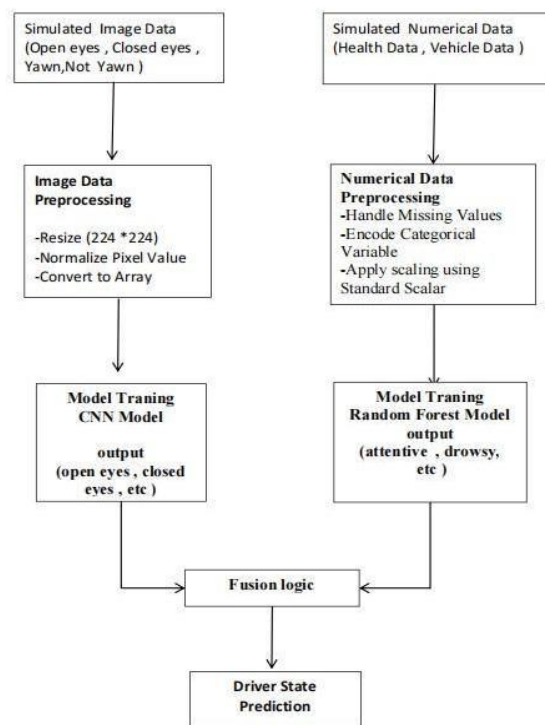 Simulated Image Data
(Open eyes , Closed eyes ,
Yawn,Not Yawn )
Simulated Numerical Data
(Health Data , Vehicle Data )
Image Data
Preprocessing
-Resize (224 *224)
-Normalize Pixel Value
-Convert to Array
Numerical Data
Preprocessing
-Handle Missing Values
-Encode Categorical
Variable
-Apply scaling using
Standard Scalar
Model Traning
CNN Model
output
(open eyes , closed
eyes , etc )
Model Traning
Random Forest Model
output
(attentive , drowsy,
etc )
Fusion logic
Driver State
Prediction